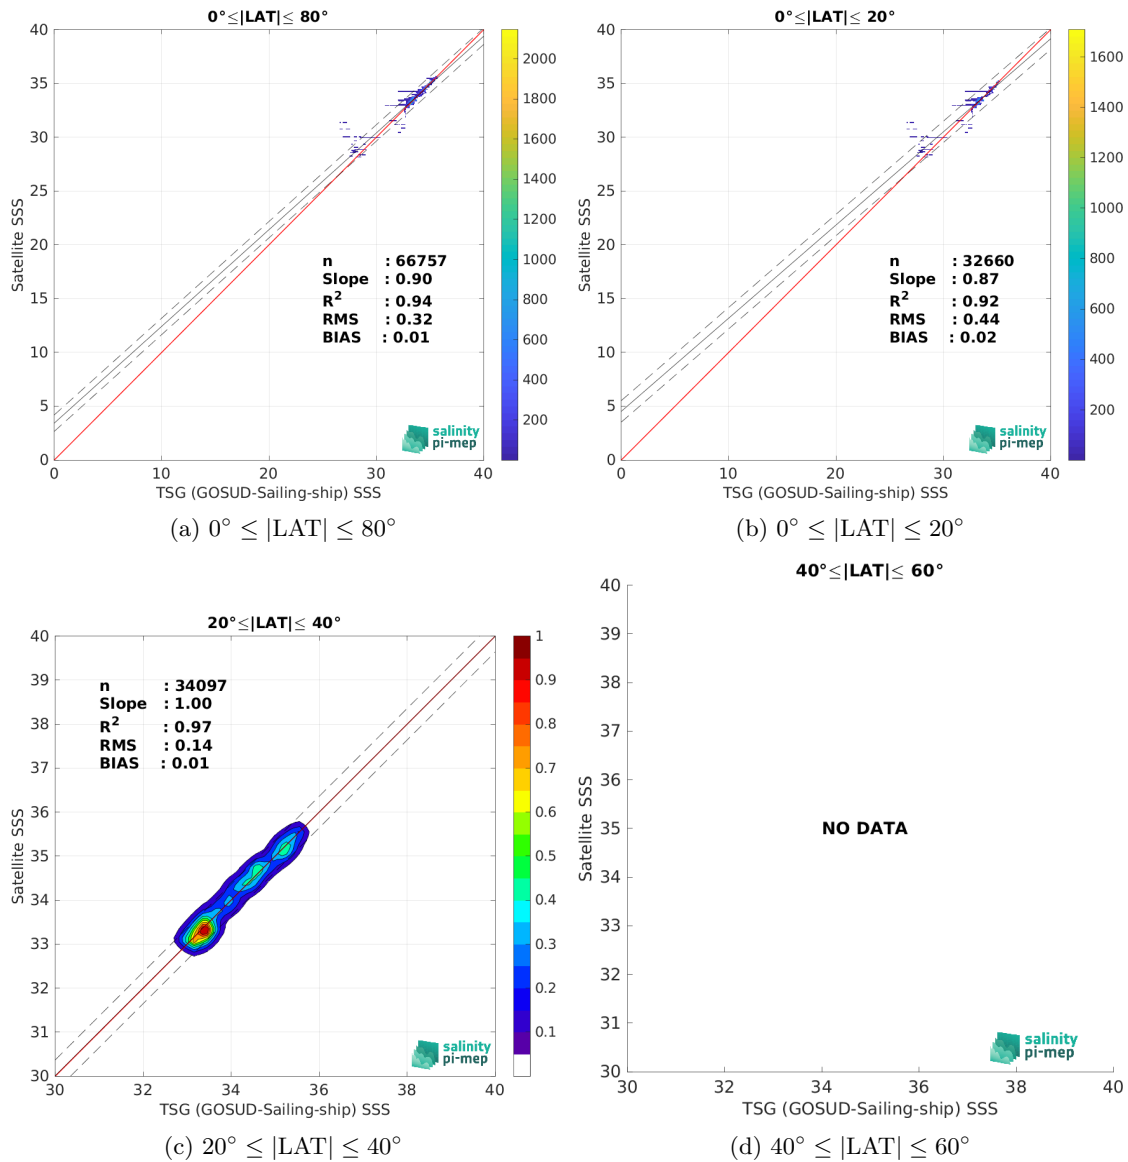 0°≤|LAT|≤ 80°
40
35
30
25
20
15
10
5
0
0
10
20
30
40
Satellite SSS
TSG (GOSUD-Sailing-ship) SSS
n : 66757
Slope : 0.90
R² : 0.94
RMS : 0.32
BIAS : 0.01
salinity
pi-mep
2000
1800
1600
1400
1200
1000
800
600
400
200
(a) 0° ≤ |LAT| ≤ 80°
0°≤|LAT|≤ 20°
40
35
30
25
20
15
10
5
0
0
10
20
30
40
Satellite SSS
TSG (GOSUD-Sailing-ship) SSS
n : 32660
Slope : 0.87
R² : 0.92
RMS : 0.44
BIAS : 0.02
salinity
pi-mep
1600
1400
1200
1000
800
600
400
200
(b) 0° ≤ |LAT| ≤ 20°
20°≤|LAT|≤ 40°
40
39
38
37
36
35
34
33
32
31
30
30
32
34
36
38
40
Satellite SSS
TSG (GOSUD-Sailing-ship) SSS
n : 34097
Slope : 1.00
R² : 0.97
RMS : 0.14
BIAS : 0.01
salinity
pi-mep
1
0.9
0.8
0.7
0.6
0.5
0.4
0.3
0.2
0.1
(c) 20° ≤ |LAT| ≤ 40°
40°≤|LAT|≤ 60°
40
39
38
37
36
35
34
33
32
31
30
30
32
34
36
38
40
Satellite SSS
TSG (GOSUD-Sailing-ship) SSS
NO DATA
salinity
pi-mep
(d) 40° ≤ |LAT| ≤ 60°